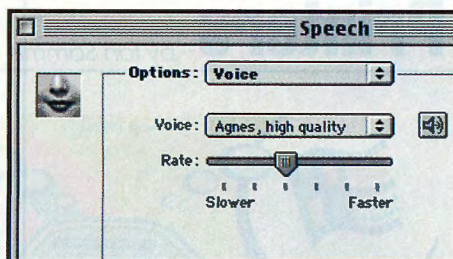 Speech
Options: Voice
Voice: Agnes, high quality
Rate:
Slower Faster